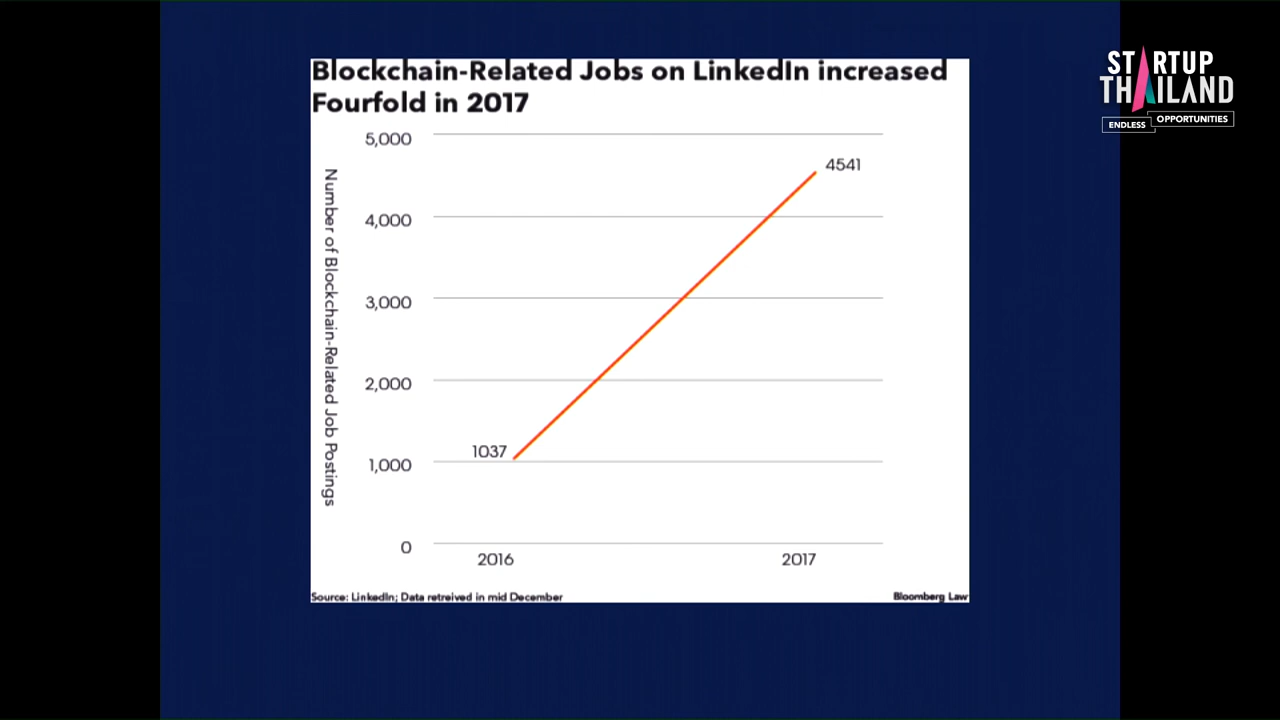 Blockchain-Related Jobs on LinkedIn increased
Fourfold in 2017
STARTUP
THAILAND
ENDLESS OPPORTUNITIES
Number of Blockchain-Related Job Postings
5,000
4,000
3,000
2,000
1,000
0
1037
4541
2016
2017
Source: LinkedIn; Data retreived in mid December
Bloomberg Law